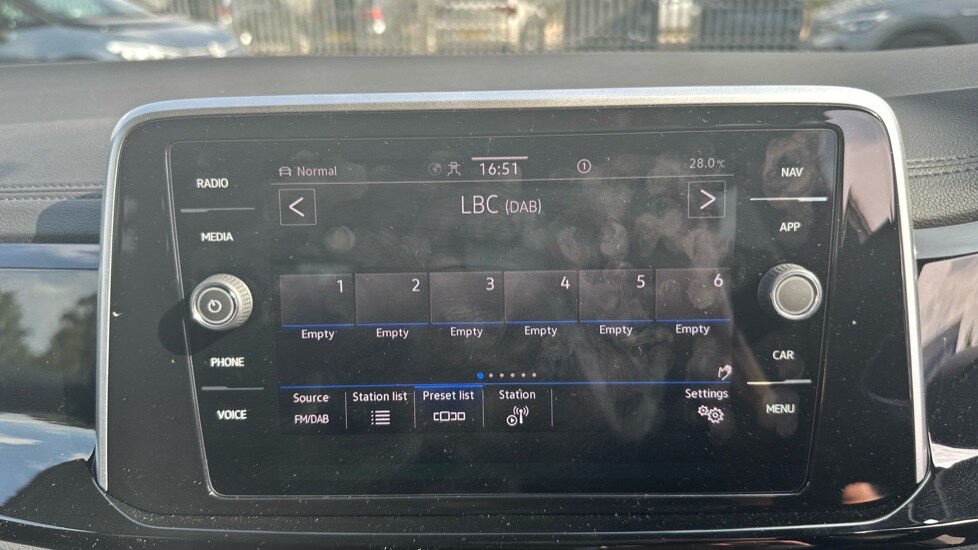 RADIO
MEDIA
PHONE
VOICE
Normal
16:51
1
28.0°C
< LBC (DAB) >
1 2 3 4 5 6
Empty Empty Empty Empty Empty Empty
Source Station list Preset list Station Settings
FM/DAB
NAV
APP
CAR
MENU